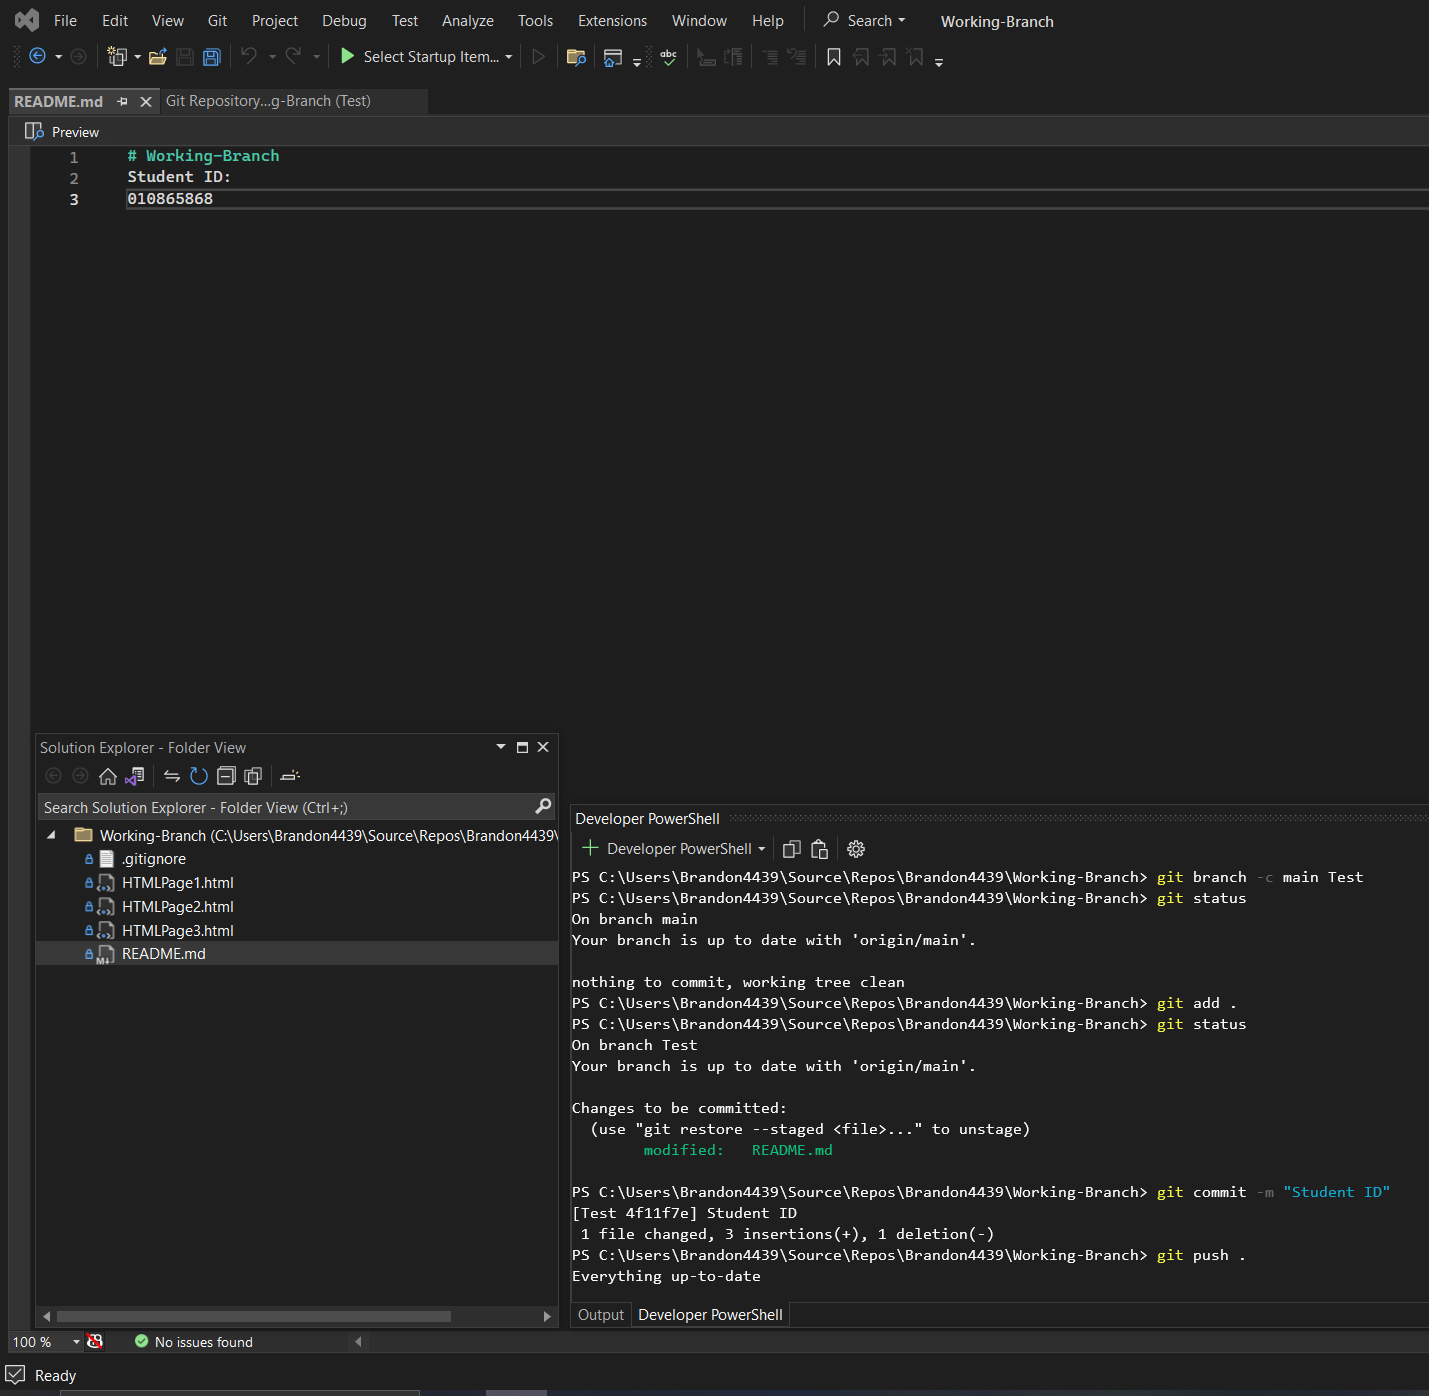 File Edit View Git Project Debug Test Analyze Tools Extensions Window Help Search Working-Branch
Select Startup Item...
abc
README.md Git Repository...g-Branch (Test)
Preview
1 # Working-Branch
2 Student ID:
3 010865868
Solution Explorer - Folder View
Search Solution Explorer - Folder View (Ctrl+;)
Working-Branch (C:\Users\Brandon4439\Source\Repos\Brandon4439\
.gitignore
HTMLPage1.html
HTMLPage2.html
HTMLPage3.html
README.md
Developer PowerShell
Developer PowerShell
PS C:\Users\Brandon4439\Source\Repos\Brandon4439\Working-Branch> git branch -c main Test
PS C:\Users\Brandon4439\Source\Repos\Brandon4439\Working-Branch> git status
On branch main
Your branch is up to date with 'origin/main'.
nothing to commit, working tree clean
PS C:\Users\Brandon4439\Source\Repos\Brandon4439\Working-Branch> git add .
PS C:\Users\Brandon4439\Source\Repos\Brandon4439\Working-Branch> git status
On branch Test
Your branch is up to date with 'origin/main'.
Changes to be committed:
(use "git restore --staged <file>..." to unstage)
modified: README.md
PS C:\Users\Brandon4439\Source\Repos\Brandon4439\Working-Branch> git commit -m "Student ID"
[Test 4f11f7e] Student ID
1 file changed, 3 insertions(+), 1 deletion(-)
PS C:\Users\Brandon4439\Source\Repos\Brandon4439\Working-Branch> git push .
Everything up-to-date
Output Developer PowerShell
100 % No issues found
Ready